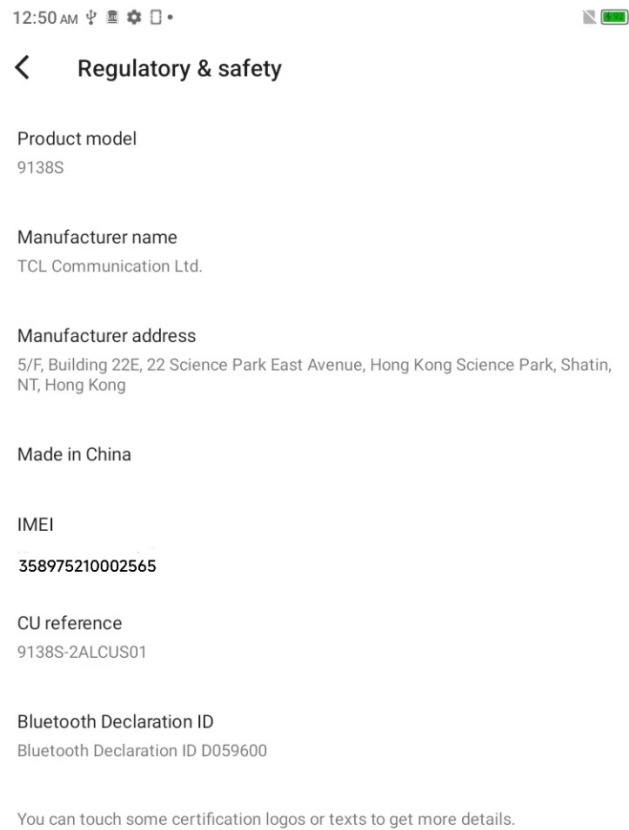 12:50 AM
92
Regulatory & safety
Product model
9138S
Manufacturer name
TCL Communication Ltd.
Manufacturer address
5/F, Building 22E, 22 Science Park East Avenue, Hong Kong Science Park, Shatin,
NT, Hong Kong
Made in China
IMEI
358975210002565
CU reference
9138S-2ALCUS01
Bluetooth Declaration ID
Bluetooth Declaration ID D059600
You can touch some certification logos or texts to get more details.